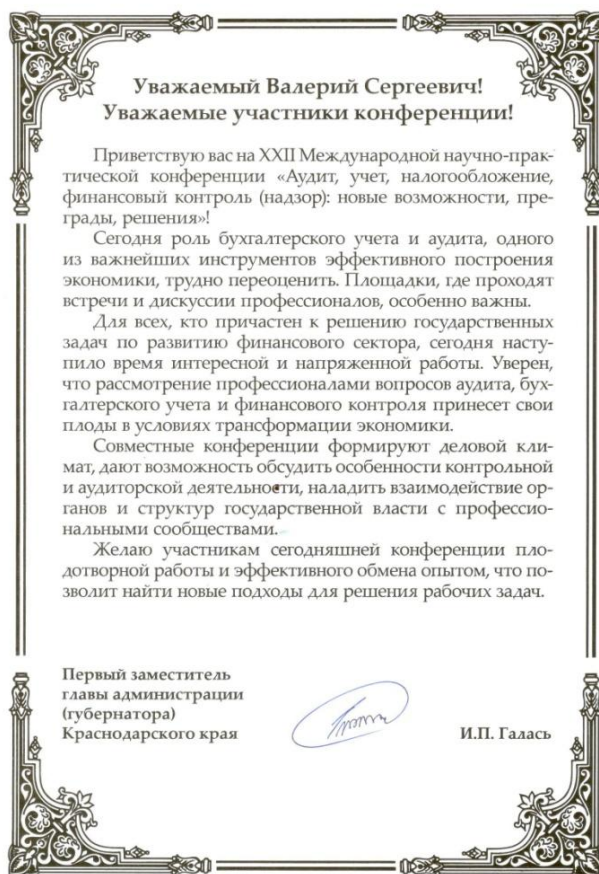 Уважаемый Валерий Сергеевич!
Уважаемые участники конференции!
Приветствую вас на XXII Международной научно-прак-
тической конференции «Аудит, учет, налогообложение,
финансовый контроль (надзор): новые возможности, пре-
грады, решения»!
Сегодня роль бухгалтерского учета и аудита, одного
из важнейших инструментов эффективного построения
экономики, трудно переоценить. Площадки, где проходят
встречи и дискуссии профессионалов, особенно важны.
Для всех, кто причастен к решению государственных
задач по развитию финансового сектора, сегодня насту-
пило время интересной и напряженной работы. Уверен,
что рассмотрение профессионалами вопросов аудита, бух-
галтерского учета и финансового контроля принесет свои
плоды в условиях трансформации экономики.
Совместные конференции формируют деловой кли-
мат, дают возможность обсудить особенности контрольной
и аудиторской деятельности, наладить взаимодействие ор-
ганов и структур государственной власти с профессио-
нальными сообществами.
Желаю участникам сегодняшней конференции пло-
дотворной работы и эффективного обмена опытом, что по-
зволит найти новые подходы для решения рабочих задач.
Первый заместитель
главы администрации
(губернатора)
Краснодарского края
И.П. Галась